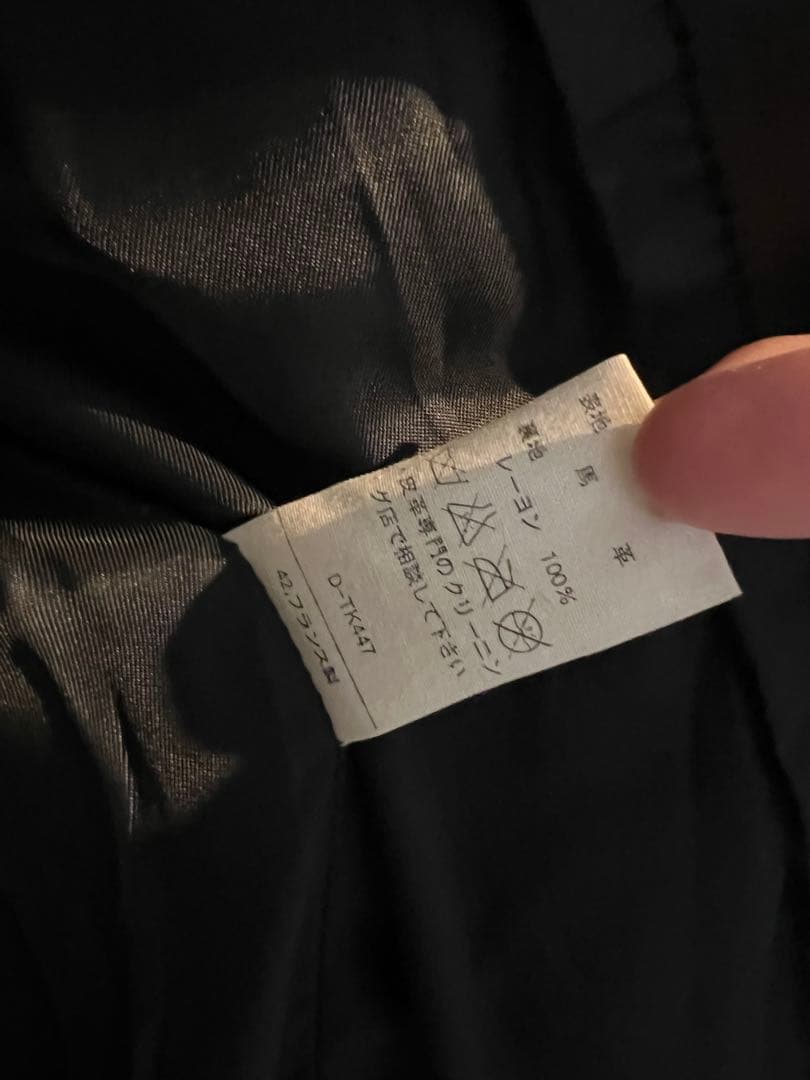 表地 馬 革
裏地 レーヨン 100%
皮革専門のクリーニン
グ店で相談して下さい
D-TK447
42.フランス製